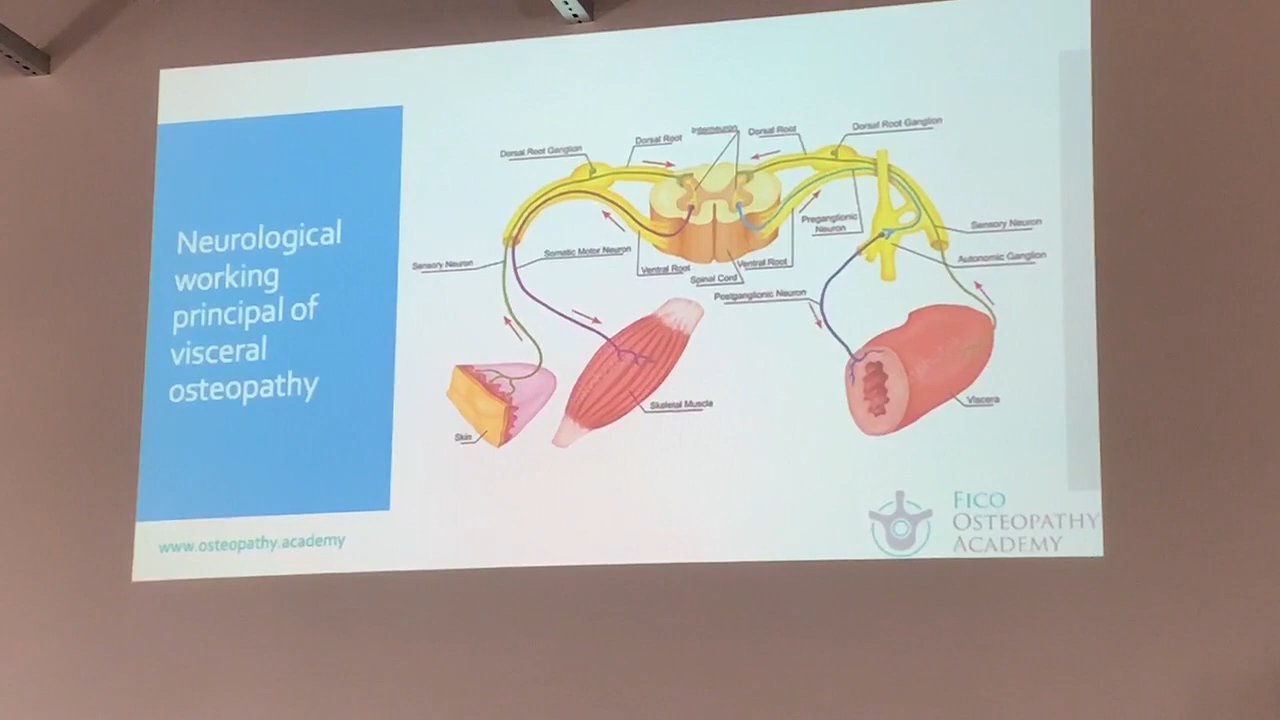 Neurological
working
principal of
visceral
osteopathy
www.osteopathy.academy
Dorsal Root Ganglion
Dorsal Root
Interneuron
Dorsal Root
Dorsal Root Ganglion
Sensory Neuron
Somatic Motor Neuron
Ventral Root
Spinal Cord
Ventral Root
Preganglionic
Neuron
Sensory Neuron
Autonomic Ganglion
Postganglionic Neuron
Skin
Skeletal Muscle
Viscera
FICO
OSTEOPATHY
ACADEMY